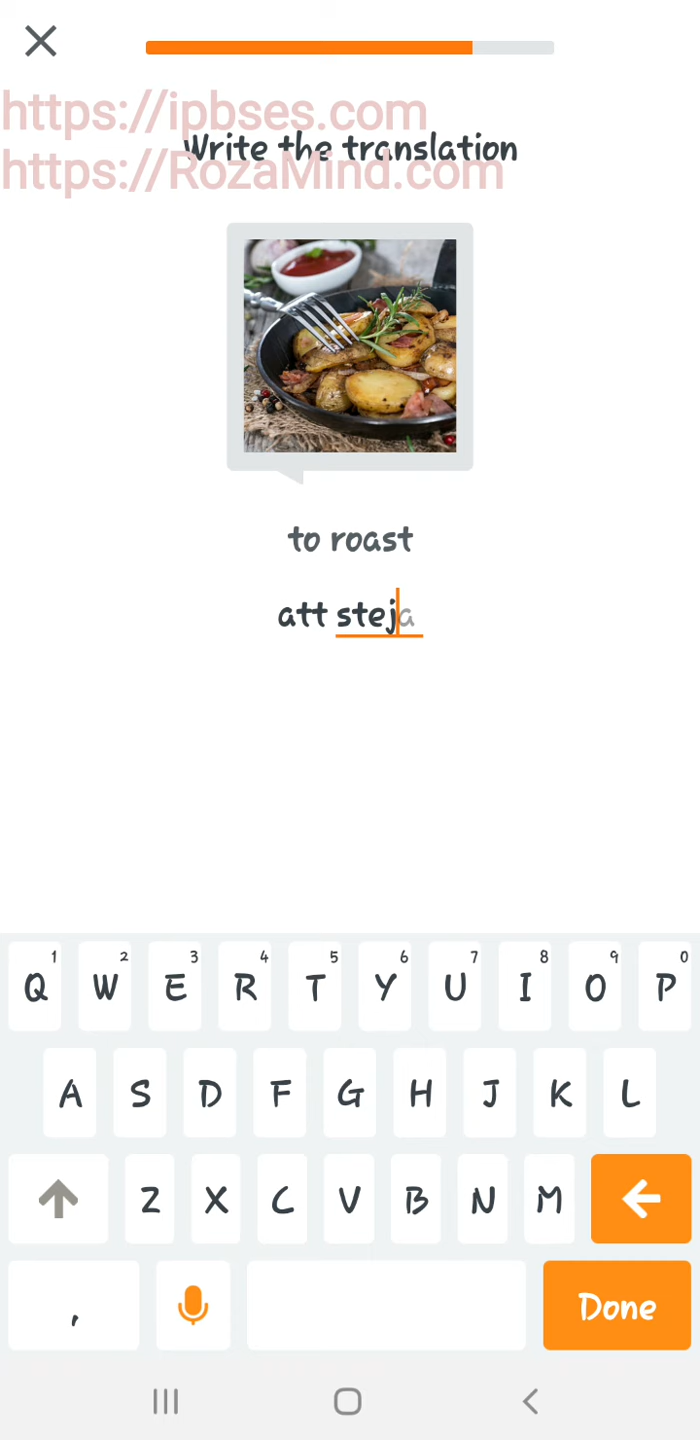 https://ipbses.com
Write the translation
https://RozaMind.com
to roast
att steja
1 2 3 4 5 6 7 8 9 0
Q W E R T Y U I O P
A S D F G H J K L
Z X C V B N M
, Done